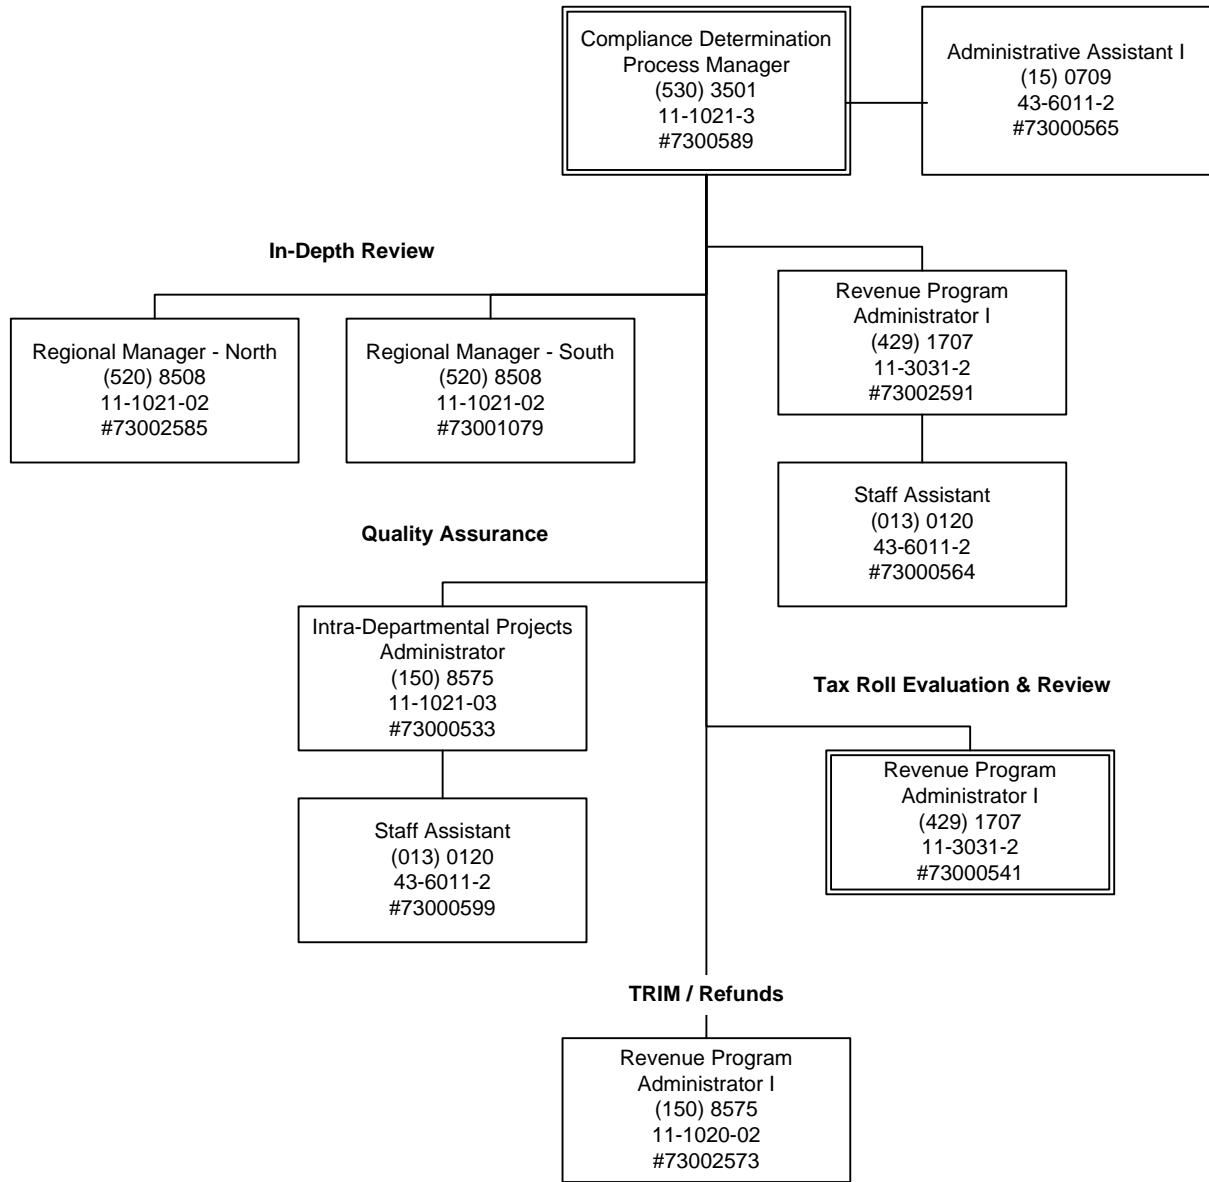 Compliance Determination
Process Manager
(530) 3501
11-1021-3
#7300589
Administrative Assistant I
(15) 0709
43-6011-2
#73000565
In-Depth Review
Regional Manager - North
(520) 8508
11-1021-02
#73002585
Regional Manager - South
(520) 8508
11-1021-02
#73001079
Revenue Program
Administrator I
(429) 1707
11-3031-2
#73002591
Staff Assistant
(013) 0120
43-6011-2
#73000564
Quality Assurance
Intra-Departmental Projects
Administrator
(150) 8575
11-1021-03
#73000533
Staff Assistant
(013) 0120
43-6011-2
#73000599
Tax Roll Evaluation & Review
Revenue Program
Administrator I
(429) 1707
11-3031-2
#73000541
TRIM / Refunds
Revenue Program
Administrator I
(150) 8575
11-1020-02
#73002573